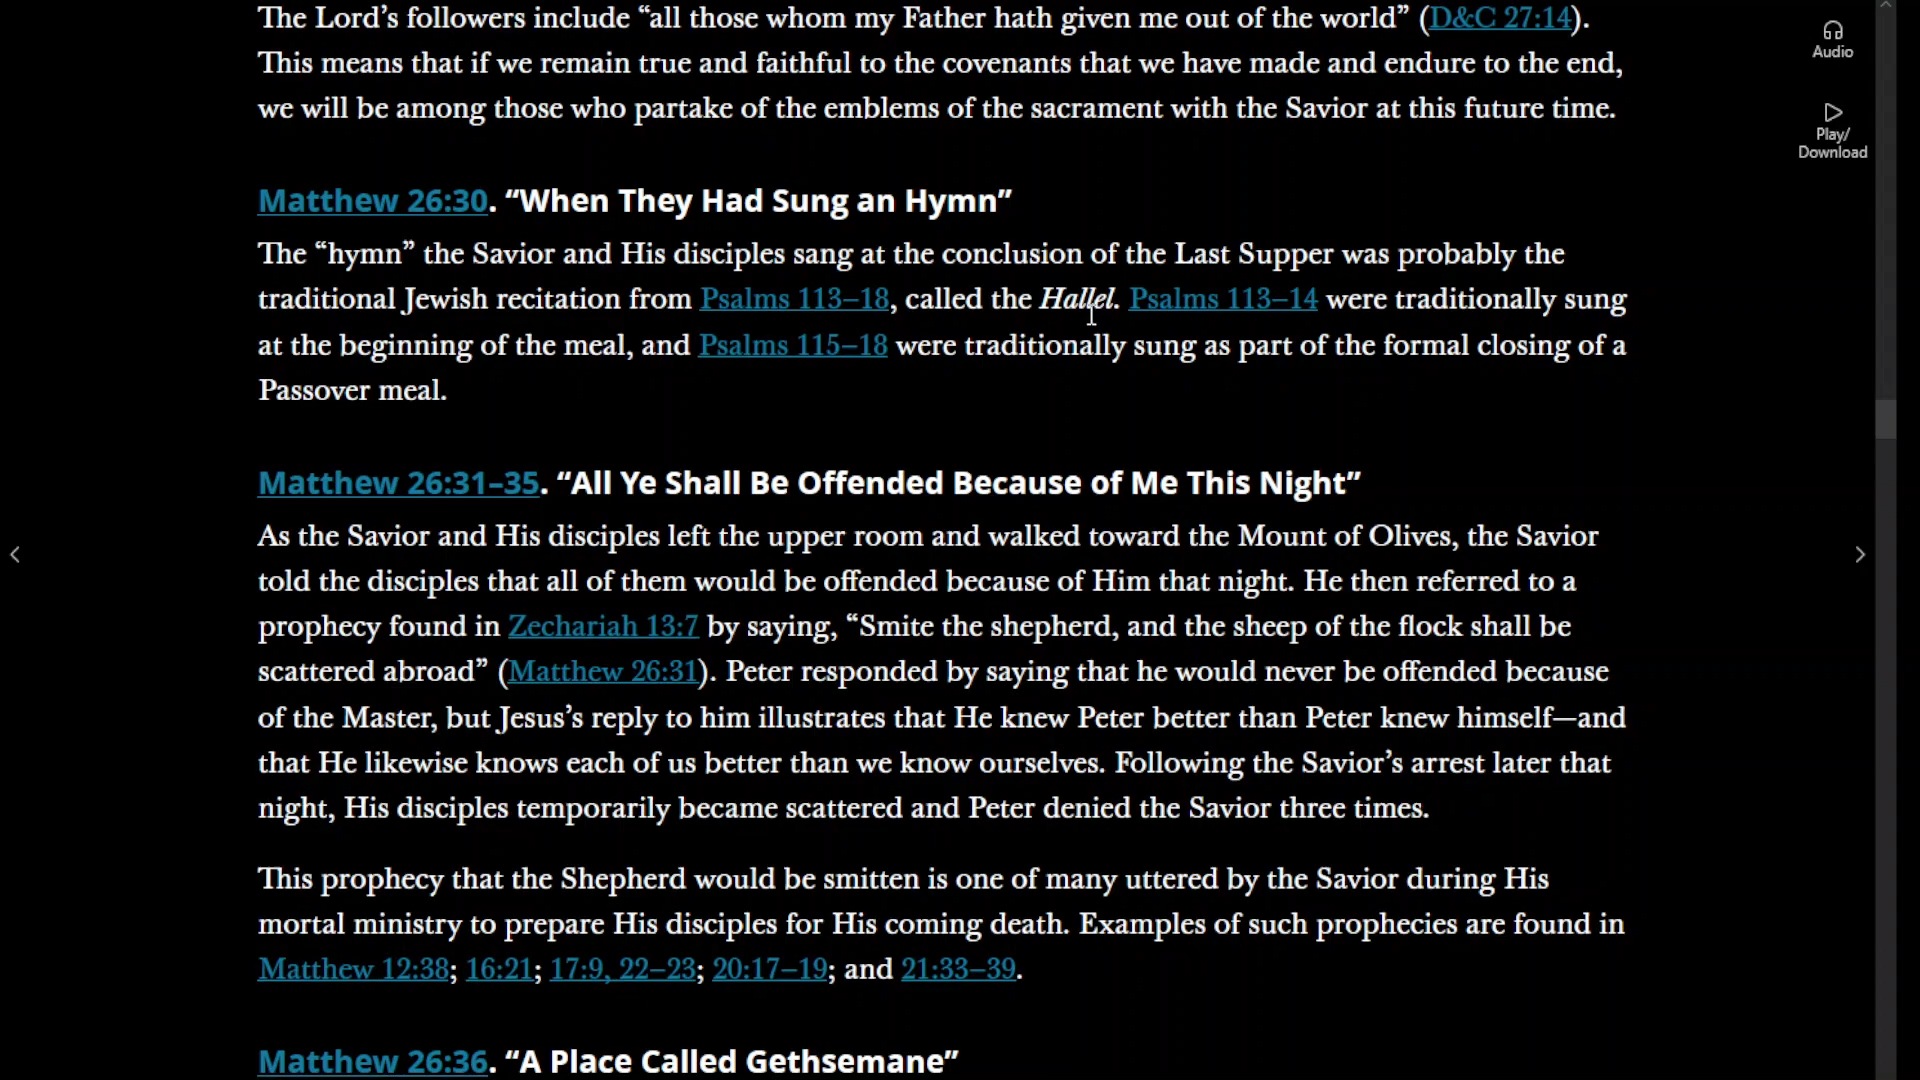 The Lord’s followers include “all those whom my Father hath given me out of the world” (D&C 27:14).
This means that if we remain true and faithful to the covenants that we have made and endure to the end,
we will be among those who partake of the emblems of the sacrament with the Savior at this future time.
Matthew 26:30. “When They Had Sung an Hymn”
The “hymn” the Savior and His disciples sang at the conclusion of the Last Supper was probably the
traditional Jewish recitation from Psalms 113–18, called the Hallel. Psalms 113–14 were traditionally sung
at the beginning of the meal, and Psalms 115–18 were traditionally sung as part of the formal closing of a
Passover meal.
Matthew 26:31–35. “All Ye Shall Be Offended Because of Me This Night”
As the Savior and His disciples left the upper room and walked toward the Mount of Olives, the Savior
told the disciples that all of them would be offended because of Him that night. He then referred to a
prophecy found in Zechariah 13:7 by saying, “Smite the shepherd, and the sheep of the flock shall be
scattered abroad” (Matthew 26:31). Peter responded by saying that he would never be offended because
of the Master, but Jesus’s reply to him illustrates that He knew Peter better than Peter knew himself—and
that He likewise knows each of us better than we know ourselves. Following the Savior’s arrest later that
night, His disciples temporarily became scattered and Peter denied the Savior three times.
This prophecy that the Shepherd would be smitten is one of many uttered by the Savior during His
mortal ministry to prepare His disciples for His coming death. Examples of such prophecies are found in
Matthew 12:38; 16:21; 17:9, 22–23; 20:17–19; and 21:33–39.
Matthew 26:36. “A Place Called Gethsemane”
Audio
Play/
Download